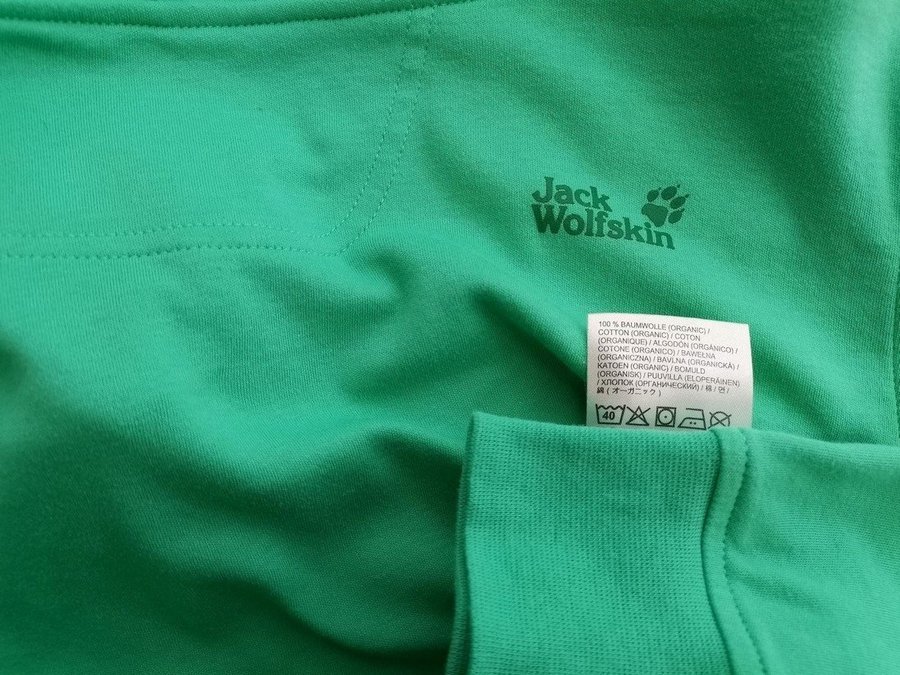 Jack
Wolfskin
100 % BAUMWOLLE (ORGANIC) /
COTTON (ORGANIC) / COTON
(ORGANIQUE) / ALGODÓN (ORGÁNICO) /
COTONE (ORGANICO) / BAWEŁNA
(ORGANICZNA) / BAVLNA (ORGANICKÁ) /
KATOEN (ORGANIC) / BOMULD
(ORGANISK) / PUUVILLA (ELOPERÄINEN)
/ ХЛОПОК (ОРГАНИЧЕСКИЙ) / 棉 / 면 /
綿 ( オーガニック )
40